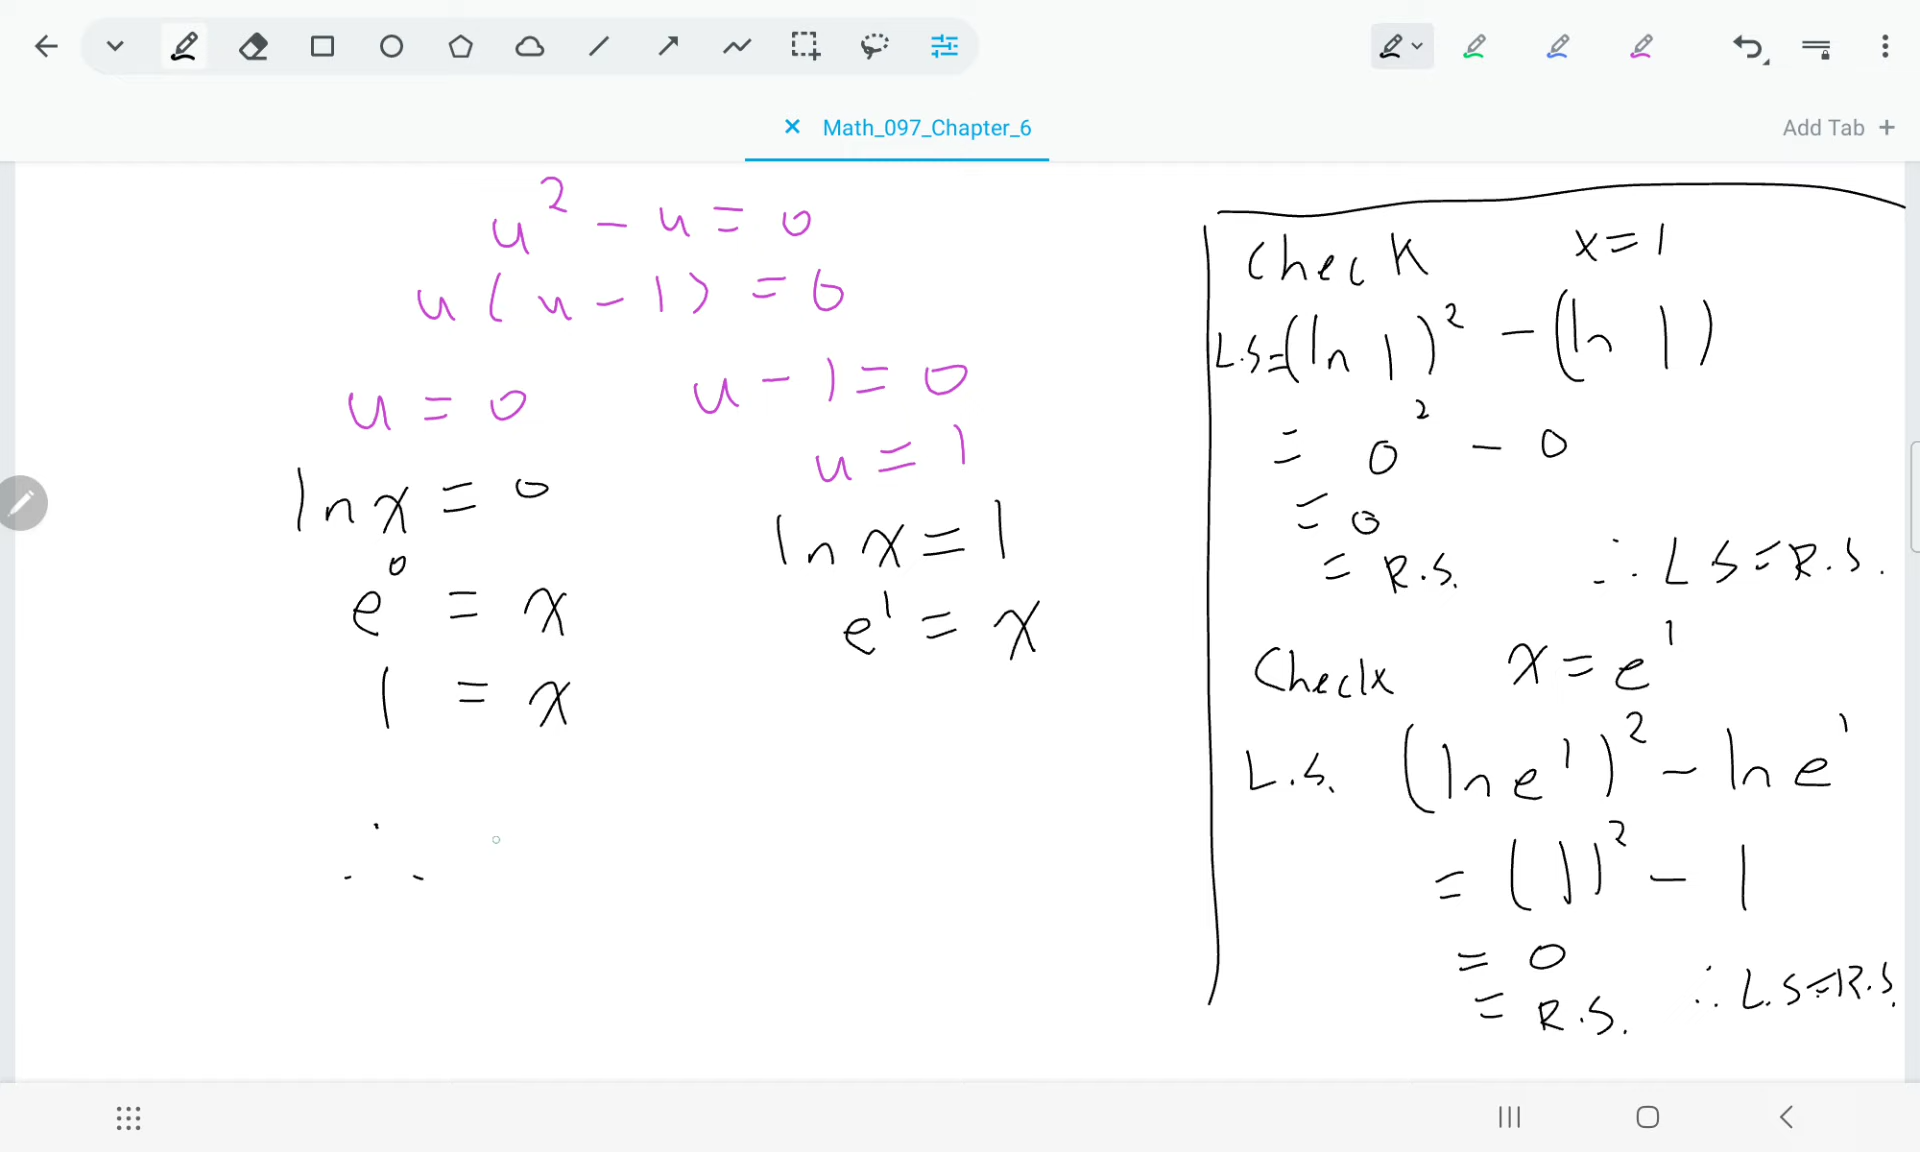 Math_097_Chapter_6
Add Tab +
u² - u = 0
u(u - 1) = 0
u = 0
u - 1 = 0
u = 1
ln x = 0
ln x = 1
e⁰ = x
e¹ = x
1 = x
∴
Check x = 1
L.S = (ln 1)² - (ln 1)
= 0² - 0
= 0
= R.S. ∴ L S = R.S.
Check x = e¹
L.S. (ln e¹)² - ln e¹
= (1)² - 1
= 0
= R.S. ∴ L.S = R.S.